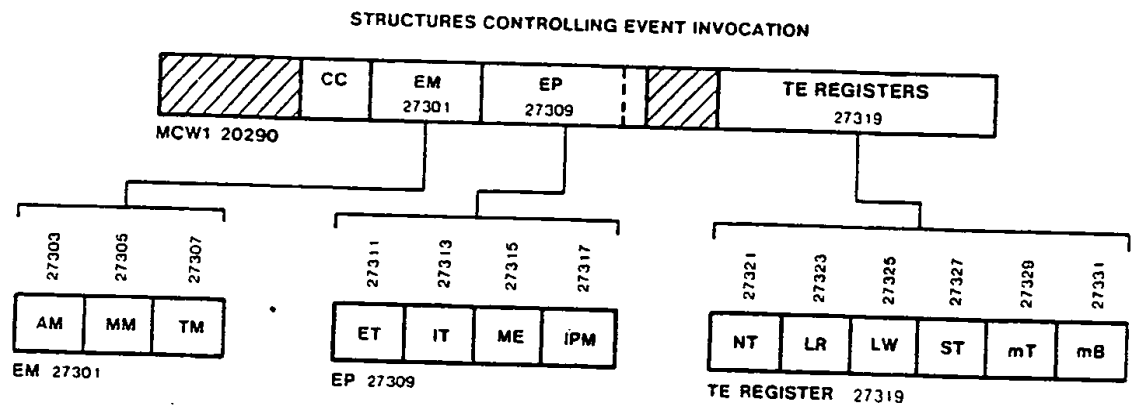 STRUCTURES CONTROLLING EVENT INVOCATION
CC EM EP TE REGISTERS
27301 27309 27319
MCW1 20290
27303 27305 27307 27311 27313 27315 27317 27321 27323 27325 27327 27329 27331
AM MM TM ET IT ME IPM NT LR LW ST mT mB
EM 27301 EP 27309 TE REGISTER 27319